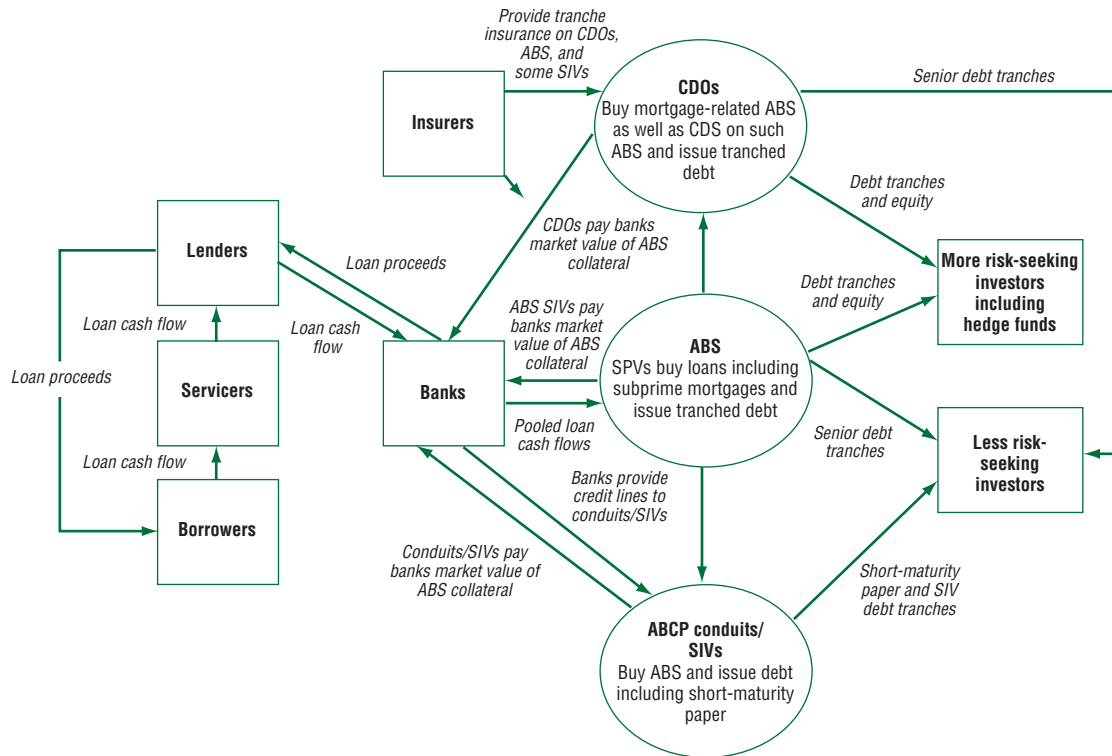 Provide tranche
insurance on CDOs,
ABS, and
some SIVs
Insurers
CDOs
Buy mortgage-related ABS
as well as CDS on such
ABS and issue tranched
debt
Senior debt tranches
Debt tranches
and equity
CDOs pay banks
market value of ABS
collateral
Lenders
Loan proceeds
Loan cash flow
Loan cash
flow
Loan proceeds
Servicers
Loan cash flow
Borrowers
Banks
ABS SIVs pay
banks market
value of ABS
collateral
Pooled loan
cash flows
ABS
SPVs buy loans including
subprime mortgages and
issue tranched debt
Debt tranches
and equity
More risk-seeking
investors
including
hedge funds
Senior debt
tranches
Less risk-
seeking
investors
Banks provide
credit lines to
conduits/SIVs
Conduits/SIVs pay
banks market value of
ABS collateral
Short-maturity
paper and SIV
debt tranches
ABCP conduits/
SIVs
Buy ABS and issue debt
including short-maturity
paper